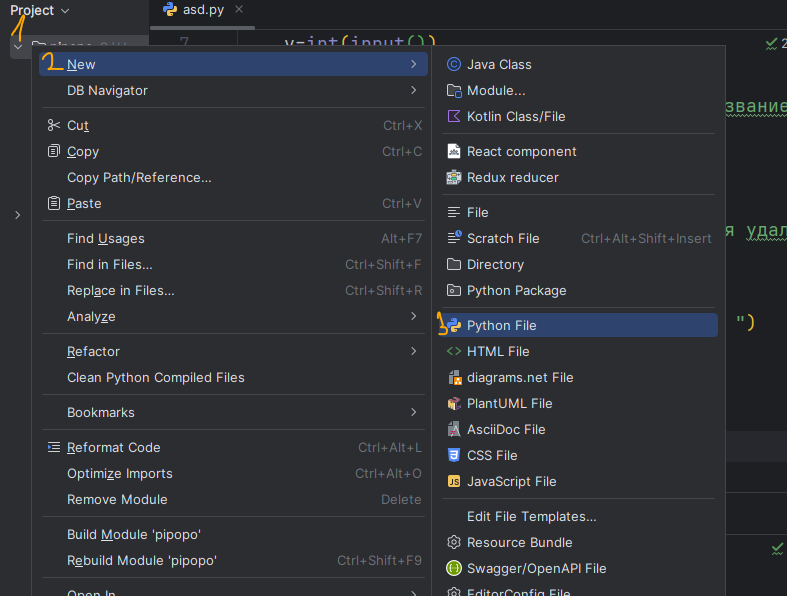 Project
asd.py
1
7
y=int(input())
2
2 New
DB Navigator
Cut Ctrl+X
Copy Ctrl+C
Copy Path/Reference...
Paste Ctrl+V
Find Usages Alt+F7
Find in Files... Ctrl+Shift+F
Replace in Files... Ctrl+Shift+R
Analyze
Refactor
Clean Python Compiled Files
Bookmarks
Reformat Code Ctrl+Alt+L
Optimize Imports Ctrl+Alt+O
Remove Module Delete
Build Module 'pipopo'
Rebuild Module 'pipopo' Ctrl+Shift+F9
Open In
Java Class
Module...
Kotlin Class/File
React component
Redux reducer
File
Scratch File Ctrl+Alt+Shift+Insert
Directory
Python Package
3 Python File
HTML File
diagrams.net File
PlantUML File
AsciiDoc File
CSS File
JS JavaScript File
Edit File Templates...
Resource Bundle
Swagger/OpenAPI File
EditorConfig File
звание
я удал
")